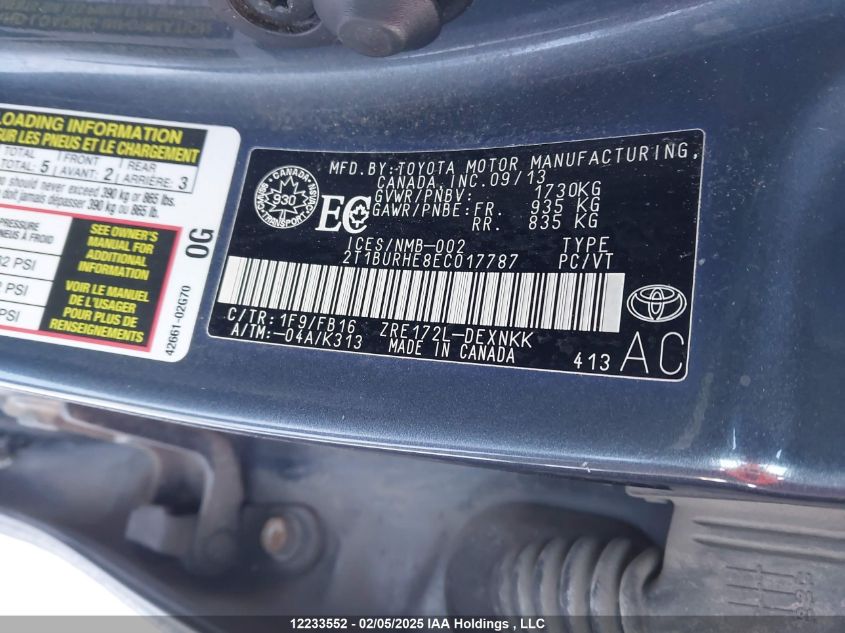 LOADING INFORMATION
SUR LES PNEUS ET LE CHARGEMENT
TOTAL
TOTAL: 5
FRONT
AVANT: 2
REAR
ARRIÈRE: 3
should never exceed 390 kg or 865 lbs.
doit jamais dépasser 390 kg ou 865 lb.
PRESSURE
PNEUS À FROID
PSI
PSI
PSI
SEE OWNER'S
MANUAL FOR
ADDITIONAL
INFORMATION
VOIR LE MANUEL
DE L'USAGER
POUR PLUS DE
RENSEIGNEMENTS
0G
42661-02G70
MFD.BY:TOYOTA MOTOR MANUFACTURING,
CANADA, INC.09/13
GVWR/PNBV: 1730KG
GAWR/PNBE:FR. 935 KG
RR. 835 KG
CANADA
930
TRANSPORT
EC
ICES/NMB-002 TYPE
2T1BURHE8EC017787 PC/VT
C/TR: 1F9/FB16 ZRE172L-DEXNKK
A/TM:-04A/K313 MADE IN CANADA
413 AC
12233552 - 02/05/2025 IAA Holdings , LLC